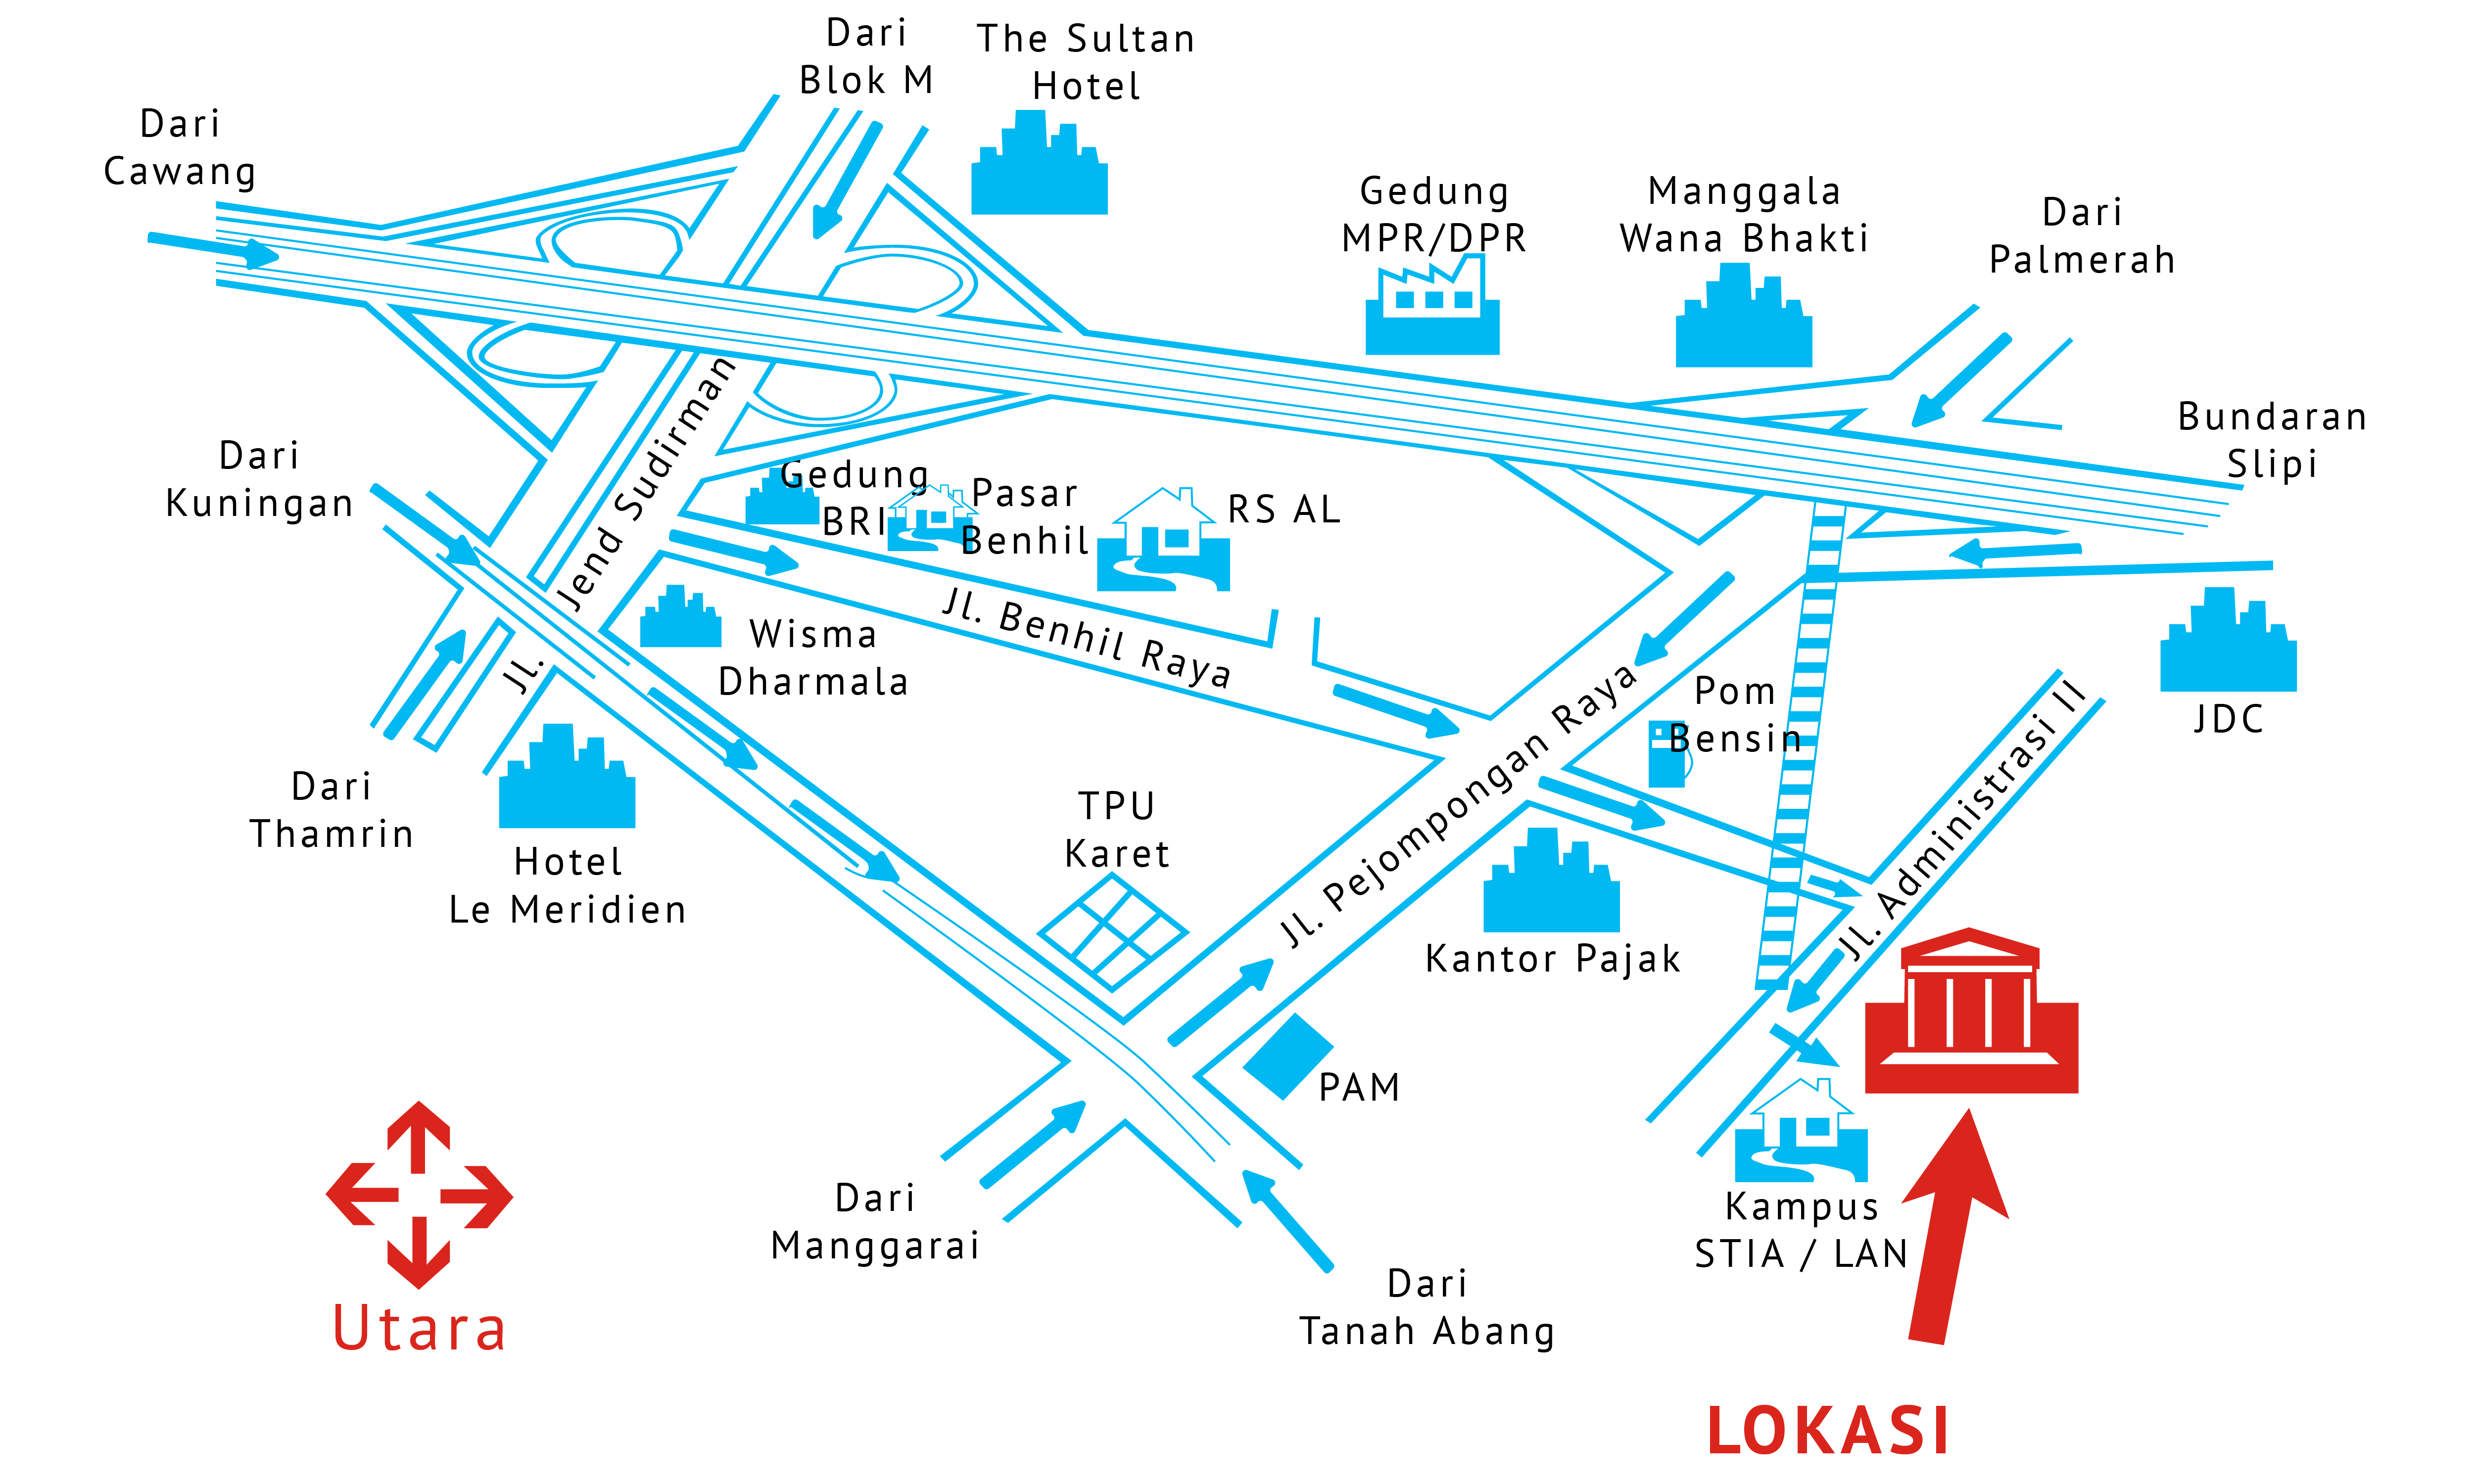 Dari
Blok M
The Sultan
Hotel
Dari
Cawang
Gedung
MPR/DPR
Manggala
Wana Bhakti
Dari
Palmerah
Bundaran
Slipi
Dari
Kuningan
Jl. Jend Sudirman
Gedung
BRI
Pasar
Benhil
RS AL
Wisma
Dharmala
Jl. Benhil Raya
Pom
Bensin
JDC
Jl. Pejompongan Raya
Jl. Administrasi II
Dari
Thamrin
Hotel
Le Meridien
TPU
Karet
Kantor Pajak
PAM
Dari
Manggarai
Kampus
STIA / LAN
Dari
Tanah Abang
Utara
LOKASI